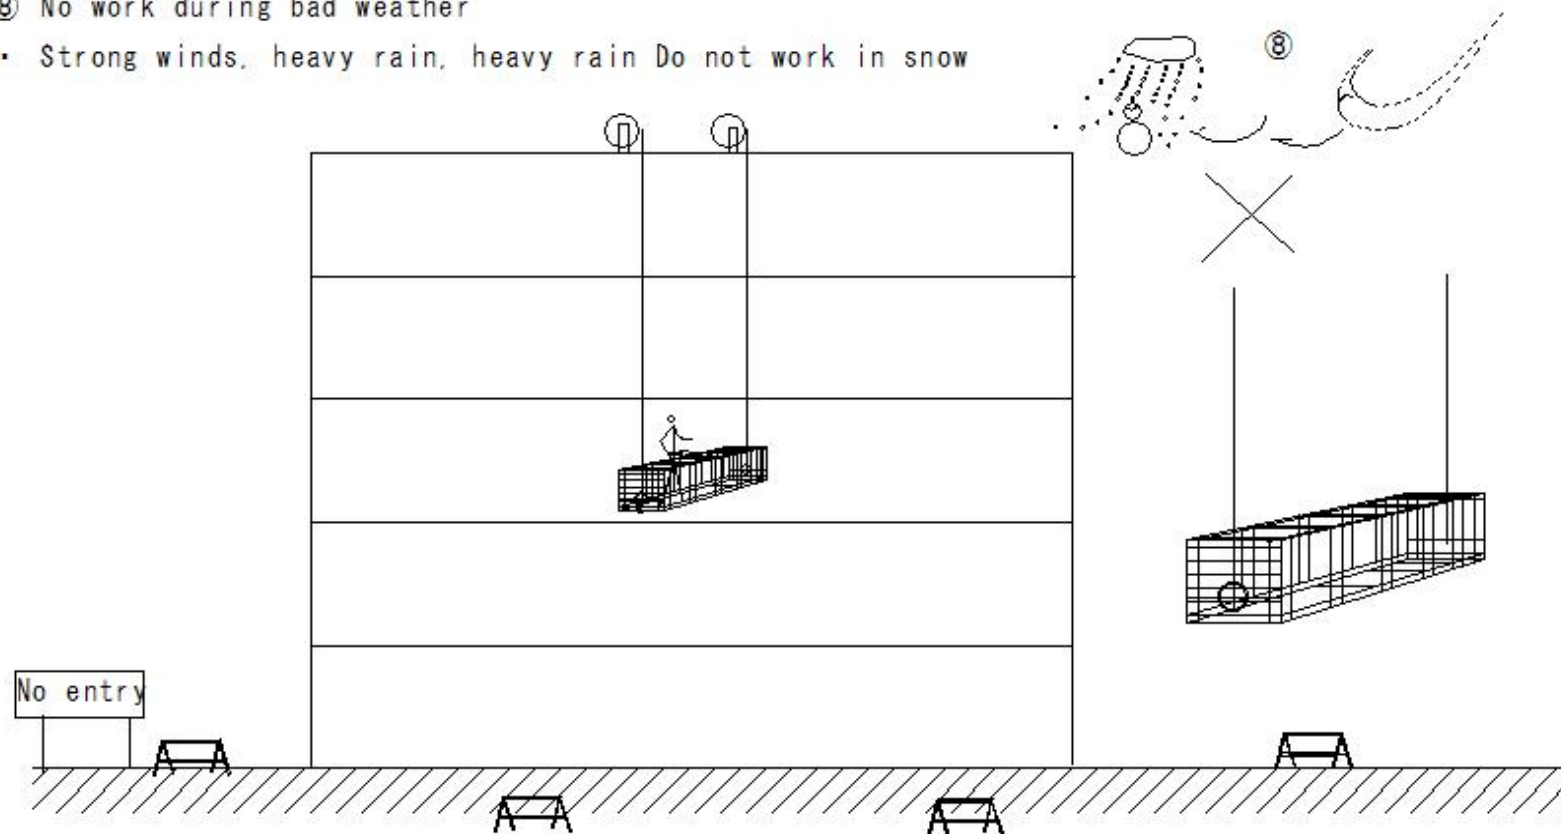 ⑧ No work during bad weather
・ Strong winds, heavy rain, heavy rain Do not work in snow
⑧
No entry